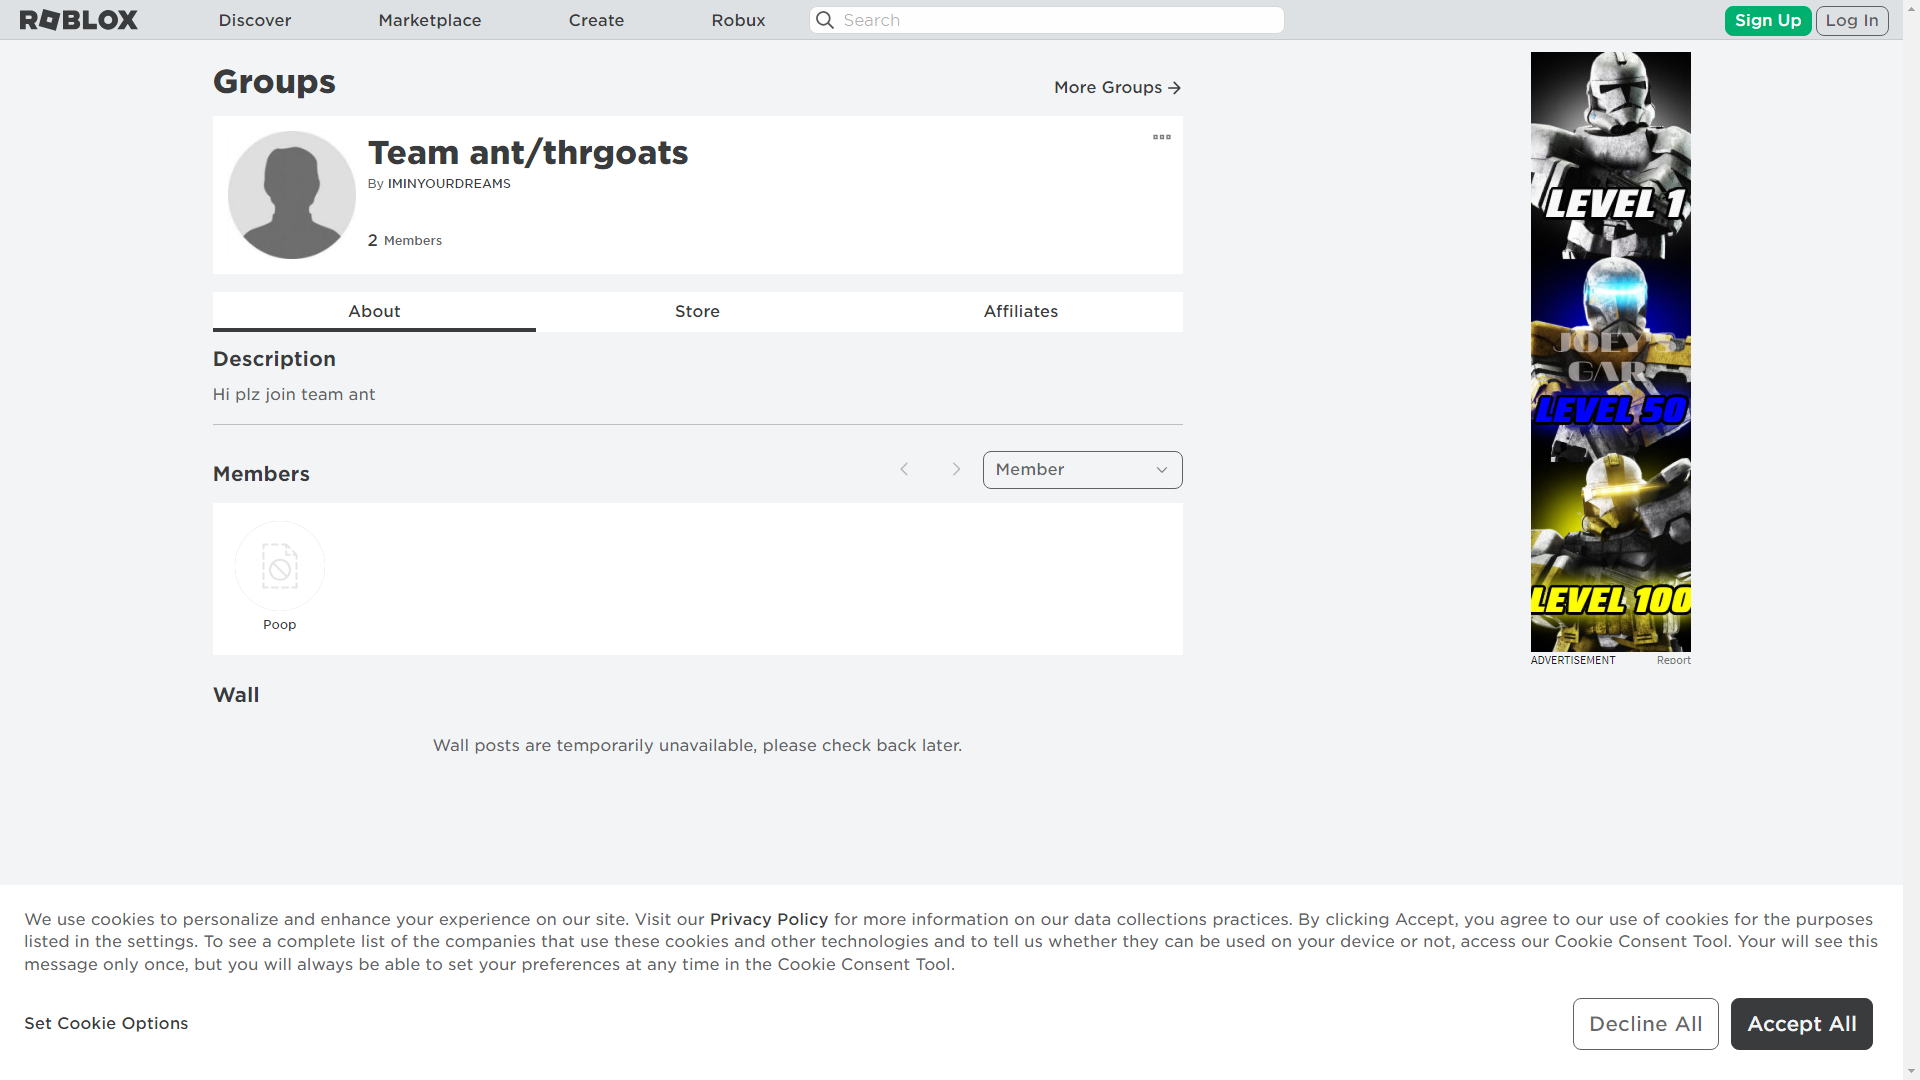 ROBLOX
Discover
Marketplace
Create
Robux
Search
Sign Up
Log In
Groups
More Groups
Team ant/thrgoats
By IMINYOURDREAMS
2 Members
About
Store
Affiliates
Description
Hi plz join team ant
Members
Member
Poop
Wall
Wall posts are temporarily unavailable, please check back later.
LEVEL 1
JOEY'S
GAR
LEVEL 50
LEVEL 100
ADVERTISEMENT
Report
We use cookies to personalize and enhance your experience on our site. Visit our Privacy Policy for more information on our data collections practices. By clicking Accept, you agree to our use of cookies for the purposes
listed in the settings. To see a complete list of the companies that use these cookies and other technologies and to tell us whether they can be used on your device or not, access our Cookie Consent Tool. Your will see this
message only once, but you will always be able to set your preferences at any time in the Cookie Consent Tool.
Set Cookie Options
Decline All
Accept All